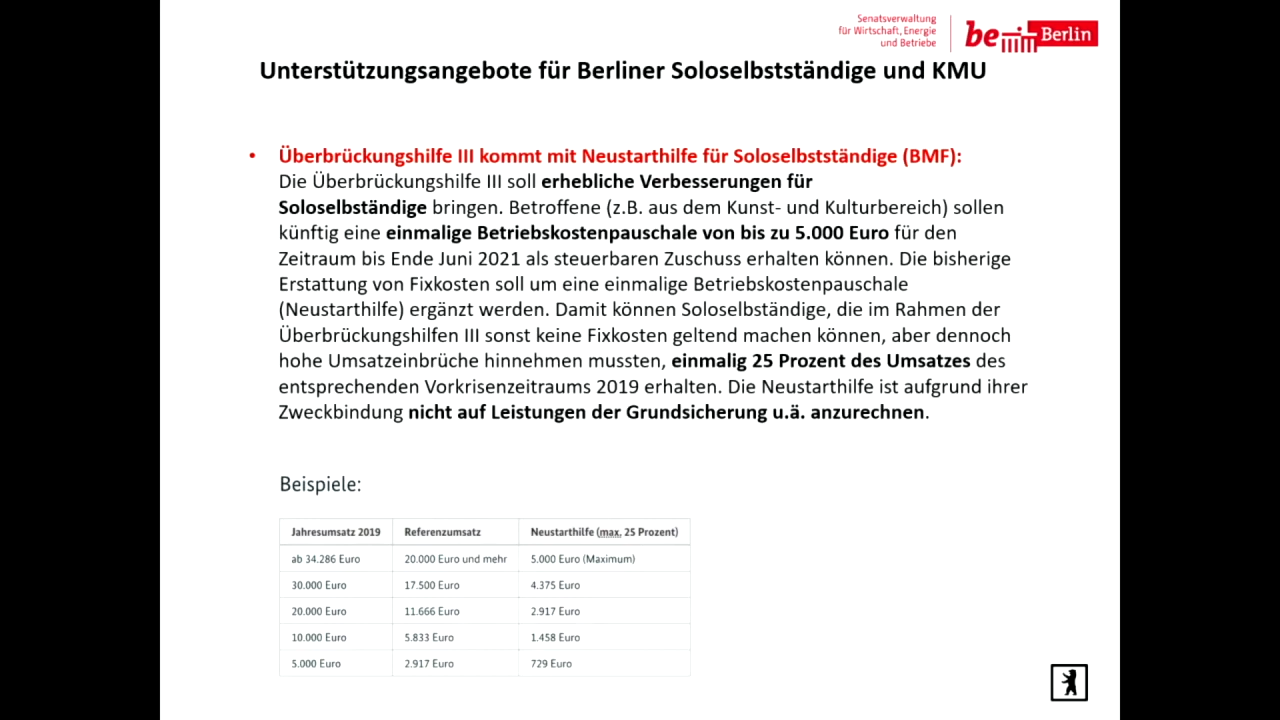 Senatsverwaltung
für Wirtschaft, Energie
und Betriebe
be Berlin
Unterstützungsangebote für Berliner Soloselbstständige und KMU
• Überbrückungshilfe III kommt mit Neustarthilfe für Soloselbstständige (BMF):
Die Überbrückungshilfe III soll erhebliche Verbesserungen für
Soloselbständige bringen. Betroffene (z.B. aus dem Kunst- und Kulturbereich) sollen
künftig eine einmalige Betriebskostenpauschale von bis zu 5.000 Euro für den
Zeitraum bis Ende Juni 2021 als steuerbaren Zuschuss erhalten können. Die bisherige
Erstattung von Fixkosten soll um eine einmalige Betriebskostenpauschale
(Neustarthilfe) ergänzt werden. Damit können Soloselbständige, die im Rahmen der
Überbrückungshilfen III sonst keine Fixkosten geltend machen können, aber dennoch
hohe Umsatzeinbrüche hinnehmen mussten, einmalig 25 Prozent des Umsatzes des
entsprechenden Vorkrisenzeitraums 2019 erhalten. Die Neustarthilfe ist aufgrund ihrer
Zweckbindung nicht auf Leistungen der Grundsicherung u.ä. anzurechnen.
Beispiele:
Jahresumsatz 2019 Referenzumsatz Neustarthilfe (max. 25 Prozent)
ab 34.286 Euro 20.000 Euro und mehr 5.000 Euro (Maximum)
30.000 Euro 17.500 Euro 4.375 Euro
20.000 Euro 11.666 Euro 2.917 Euro
10.000 Euro 5.833 Euro 1.458 Euro
5.000 Euro 2.917 Euro 729 Euro